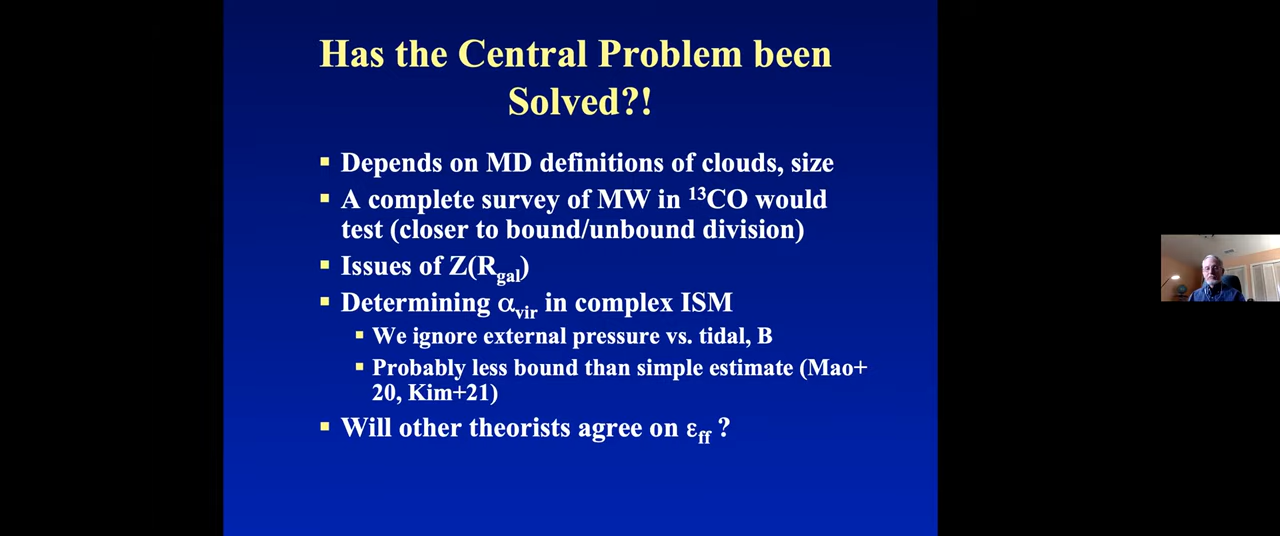 Has the Central Problem been
Solved?!
▪ Depends on MD definitions of clouds, size
▪ A complete survey of MW in ¹³CO would
test (closer to bound/unbound division)
▪ Issues of Z(R_gal)
▪ Determining α_vir in complex ISM
▪ We ignore external pressure vs. tidal, B
▪ Probably less bound than simple estimate (Mao+
20, Kim+21)
▪ Will other theorists agree on ε_ff ?